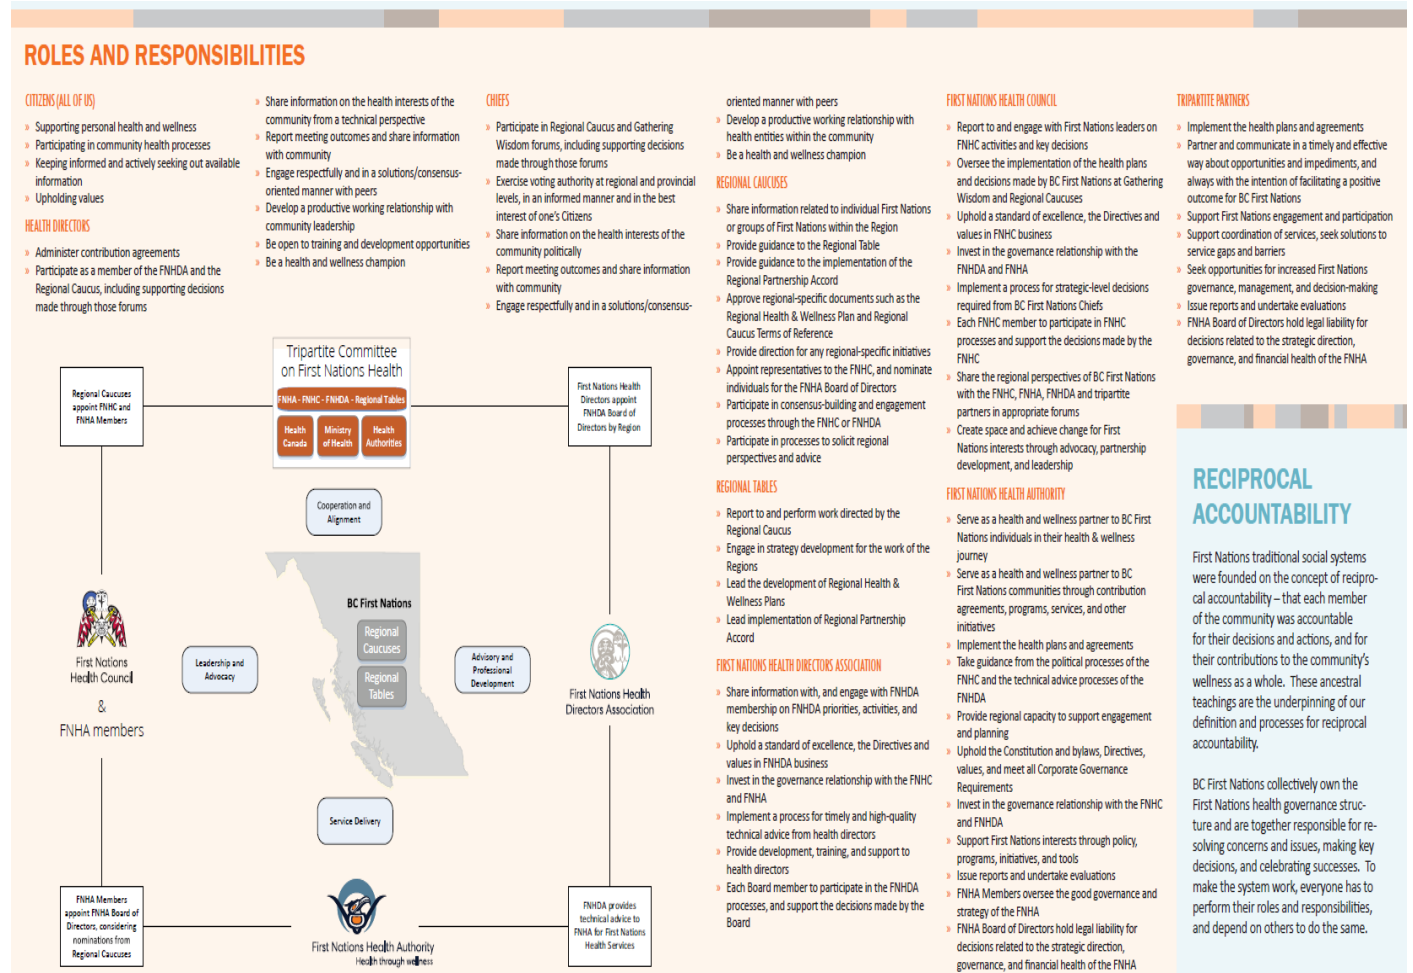 ROLES AND RESPONSIBILITIES
CITIZENS (ALL OF US)
» Supporting personal health and wellness
» Participating in community health processes
» Keeping informed and actively seeking out available
information
» Upholding values
HEALTH DIRECTORS
» Administer contribution agreements
» Participate as a member of the FNHDA and the
Regional Caucus, including supporting decisions
made through those forums
» Share information on the health interests of the
community from a technical perspective
» Report meeting outcomes and share information
with community
» Engage respectfully and in a solutions/consensus-
oriented manner with peers
» Develop a productive working relationship with
community leadership
» Be open to training and development opportunities
» Be a health and wellness champion
CHIEFS
» Participate in Regional Caucus and Gathering
Wisdom forums, including supporting decisions
made through those forums
» Exercise voting authority at regional and provincial
levels, in an informed manner and in the best
interest of one's Citizens
» Share information on the health interests of the
community politically
» Report meeting outcomes and share information
with community
» Engage respectfully and in a solutions/consensus-
oriented manner with peers
» Develop a productive working relationship with
health entities within the community
» Be a health and wellness champion
REGIONAL CAUCUSES
» Share information related to individual First Nations
or groups of First Nations within the Region
» Provide guidance to the Regional Table
» Provide guidance to the implementation of the
Regional Partnership Accord
» Approve regional-specific documents such as the
Regional Health & Wellness Plan and Regional
Caucus Terms of Reference
» Provide direction for any regional-specific initiatives
» Appoint representatives to the FNHC, and nominate
individuals for the FNHA Board of Directors
» Participate in consensus-building and engagement
processes through the FNHC or FNHDA
» Participate in processes to solicit regional
perspectives and advice
REGIONAL TABLES
» Report to and perform work directed by the
Regional Caucus
» Engage in strategy development for the work of the
Regions
» Lead the development of Regional Health &
Wellness Plans
» Lead implementation of Regional Partnership
Accord
FIRST NATIONS HEALTH DIRECTORS ASSOCIATION
» Share information with, and engage with FNHDA
membership on FNHDA priorities, activities, and
key decisions
» Uphold a standard of excellence, the Directives and
values in FNHDA business
» Invest in the governance relationship with the FNHC
and FNHA
» Implement a process for timely and high-quality
technical advice from health directors
» Provide development, training, and support to
health directors
» Each Board member to participate in the FNHDA
processes, and support the decisions made by the
Board
FIRST NATIONS HEALTH COUNCIL
» Report to and engage with First Nations leaders on
FNHC activities and key decisions
» Oversee the implementation of the health plans
and decisions made by BC First Nations at Gathering
Wisdom and Regional Caucuses
» Uphold a standard of excellence, the Directives and
values in FNHC business
» Invest in the governance relationship with the
FNHDA and FNHA
» Implement a process for strategic-level decisions
required from BC First Nations Chiefs
» Each FNHC member to participate in FNHC
processes and support the decisions made by the
FNHC
» Share the regional perspectives of BC First Nations
with the FNHC, FNHA, FNHDA and tripartite
partners in appropriate forums
» Create space and achieve change for First
Nations interests through advocacy, partnership
development, and leadership
FIRST NATIONS HEALTH AUTHORITY
» Serve as a health and wellness partner to BC First
Nations individuals in their health & wellness
journey
» Serve as a health and wellness partner to BC
First Nations communities through contribution
agreements, programs, services, and other
initiatives
» Implement the health plans and agreements
» Take guidance from the political processes of the
FNHC and the technical advice processes of the
FNHDA
» Provide regional capacity to support engagement
and planning
» Uphold the Constitution and bylaws, Directives,
values, and meet all Corporate Governance
Requirements
» Invest in the governance relationship with the FNHC
and FNHDA
» Support First Nations interests through policy,
programs, initiatives, and tools
» Issue reports and undertake evaluations
» FNHA Members oversee the good governance and
strategy of the FNHA
» FNHA Board of Directors hold legal liability for
decisions related to the strategic direction,
governance, and financial health of the FNHA
TRIPARTITE PARTNERS
» Implement the health plans and agreements
» Partner and communicate in a timely and effective
way about opportunities and impediments, and
always with the intention of facilitating a positive
outcome for BC First Nations
» Support First Nations engagement and participation
» Support coordination of services, seek solutions to
service gaps and barriers
» Seek opportunities for increased First Nations
governance, management, and decision-making
» Issue reports and undertake evaluations
» FNHA Board of Directors hold legal liability for
decisions related to the strategic direction,
governance, and financial health of the FNHA
RECIPROCAL
ACCOUNTABILITY
First Nations traditional social systems
were founded on the concept of recipro-
cal accountability – that each member
of the community was accountable
for their decisions and actions, and for
their contributions to the community's
wellness as a whole. These ancestral
teachings are the underpinning of our
definition and processes for reciprocal
accountability.
BC First Nations collectively own the
First Nations health governance struc-
ture and are together responsible for re-
solving concerns and issues, making key
decisions, and celebrating successes. To
make the system work, everyone has to
perform their roles and responsibilities,
and depend on others to do the same.
Regional Caucuses
appoint FNHC and
FNHA Members
Tripartite Committee
on First Nations Health
FNHA - FNHC - FNHDA - Regional Tables
Health
Canada
Ministry
of Health
Health
Authorities
First Nations Health
Directors appoint
FNHDA Board of
Directors by Region
Cooperation and
Alignment
BC First Nations
Regional
Caucuses
Regional
Tables
First Nations
Health Council
&
FNHA members
Leadership and
Advocacy
Advisory and
Professional
Development
First Nations Health
Directors Association
Service Delivery
FNHA Members
appoint FNHA Board of
Directors, considering
nominations from
Regional Caucuses
First Nations Health Authority
Health through wellness
FNHDA provides
technical advice to
FNHA for First Nations
Health Services